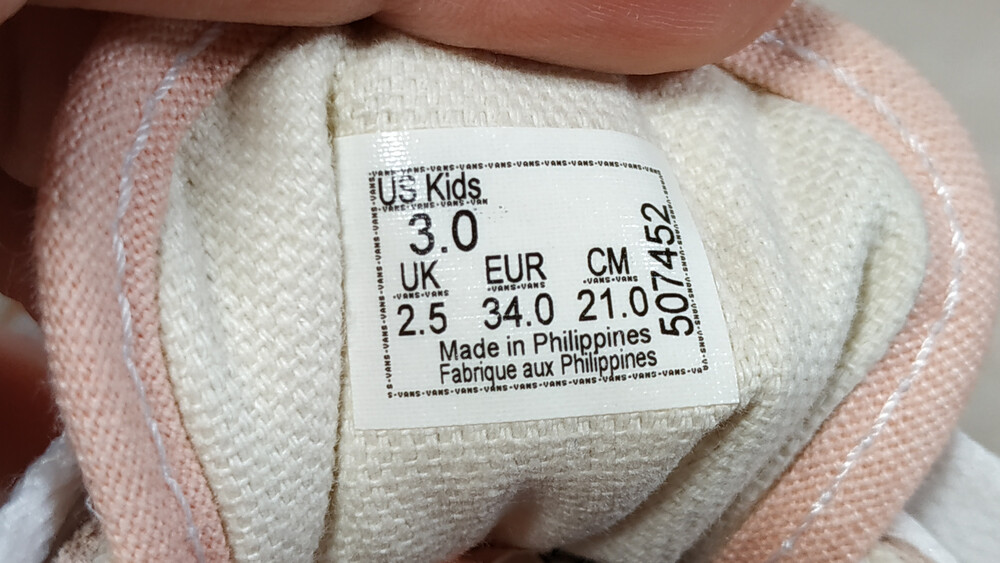 US Kids
3.0
UK EUR CM
2.5 34.0 21.0
Made in Philippines
Fabrique aux Philippines
507452
VANS